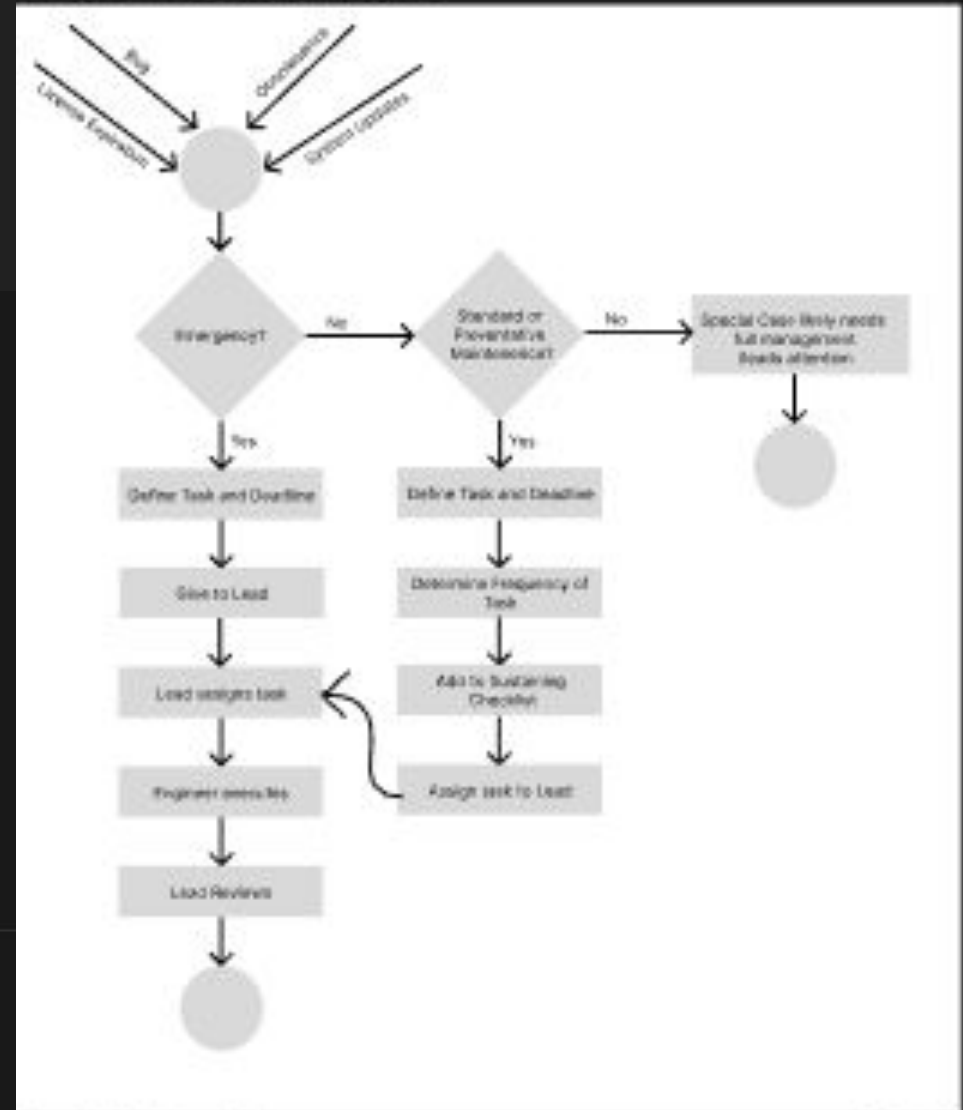 Bug
Obsolescence
License Expiration
System Updates
Emergency?
No
Standard or
Preventative
Maintenence?
No
Special Case likely needs
full management
/leads attention
Yes
Yes
Define Task and Deadline
Define Task and Deadline
Give to Lead
Determine Frequency of
Task
Lead assigns task
Add to Sustaining
Checklist
Engineer executes
Assign task to Lead
Lead Reviews